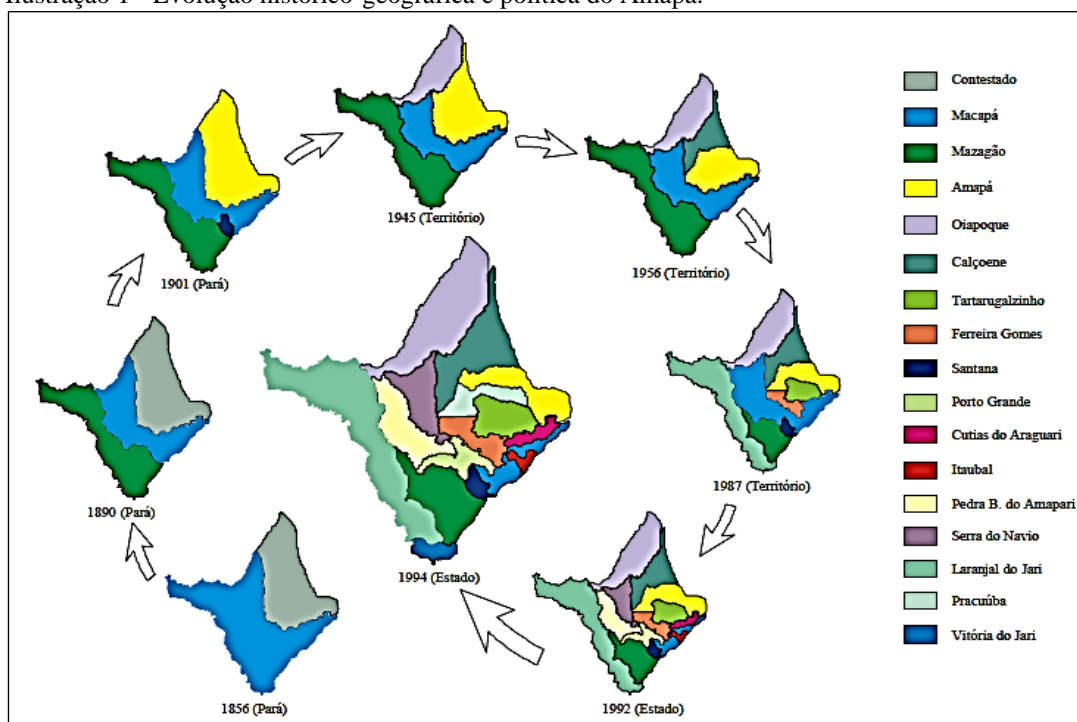 Ilustração 1 - Evolução histórico-geográfica e política do Amapá.
1945 (Território)
1956 (Território)
1901 (Pará)
1987 (Território)
1890 (Pará)
1994 (Estado)
1856 (Pará)
1992 (Estado)
Contestado
Macapá
Mazagão
Amapá
Oiapoque
Calçoene
Tartarugalzinho
Ferreira Gomes
Santana
Porto Grande
Cutias do Araguari
Itaubal
Pedra B. do Amapari
Serra do Navio
Laranjal do Jari
Pracuúba
Vitória do Jari